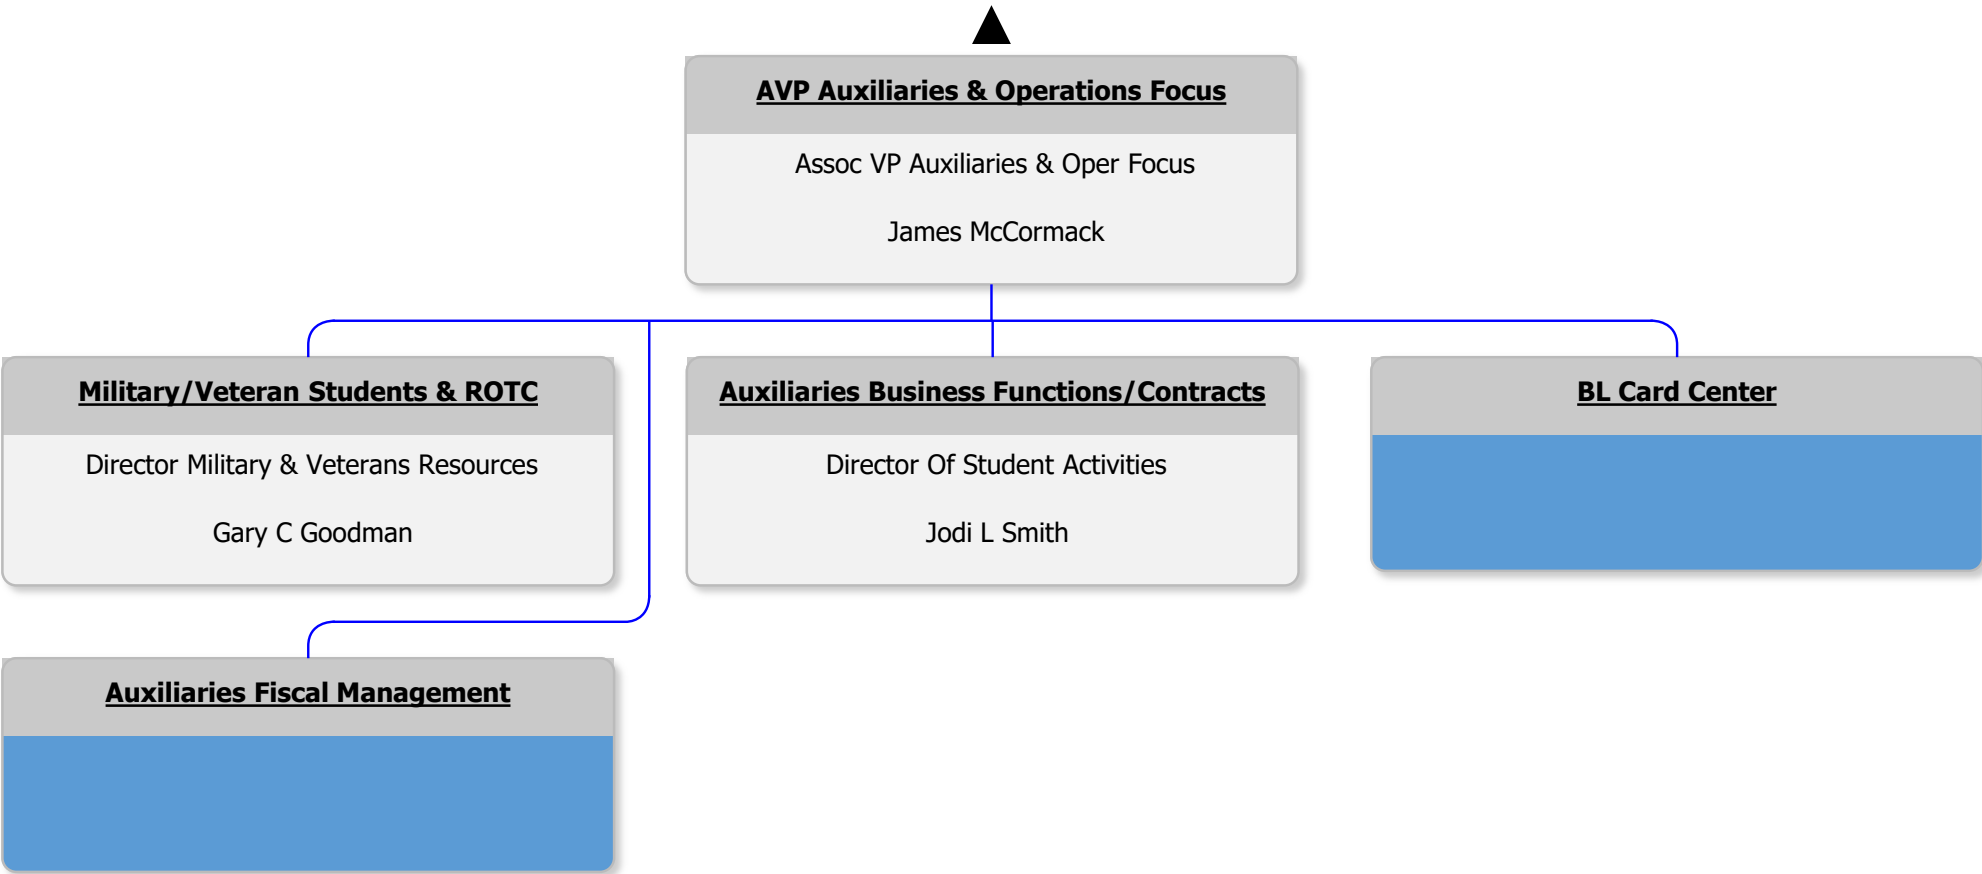 AVP Auxiliaries & Operations Focus
Assoc VP Auxiliaries & Oper Focus
James McCormack
Military/Veteran Students & ROTC
Director Military & Veterans Resources
Gary C Goodman
Auxiliaries Business Functions/Contracts
Director Of Student Activities
Jodi L Smith
BL Card Center
Auxiliaries Fiscal Management